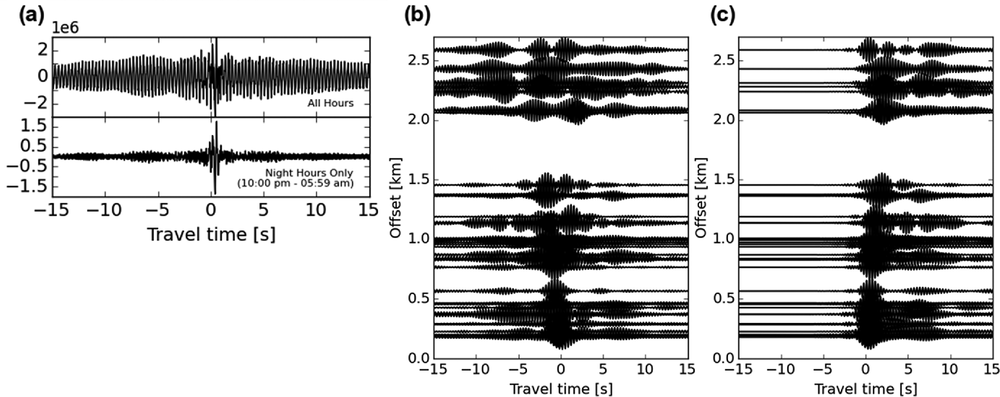 (a)
1e6
2
0
−2
All Hours
1.5
0.5
−0.5
−1.5
Night Hours Only
(10:00 pm - 05:59 am)
−15 −10 −5 0 5 10 15
Travel time [s]
(b)
2.5
2.0
1.5
1.0
0.5
0.0
Offset [km]
−15 −10 −5 0 5 10 15
Travel time [s]
(c)
2.5
2.0
1.5
1.0
0.5
0.0
Offset [km]
−15 −10 −5 0 5 10 15
Travel time [s]